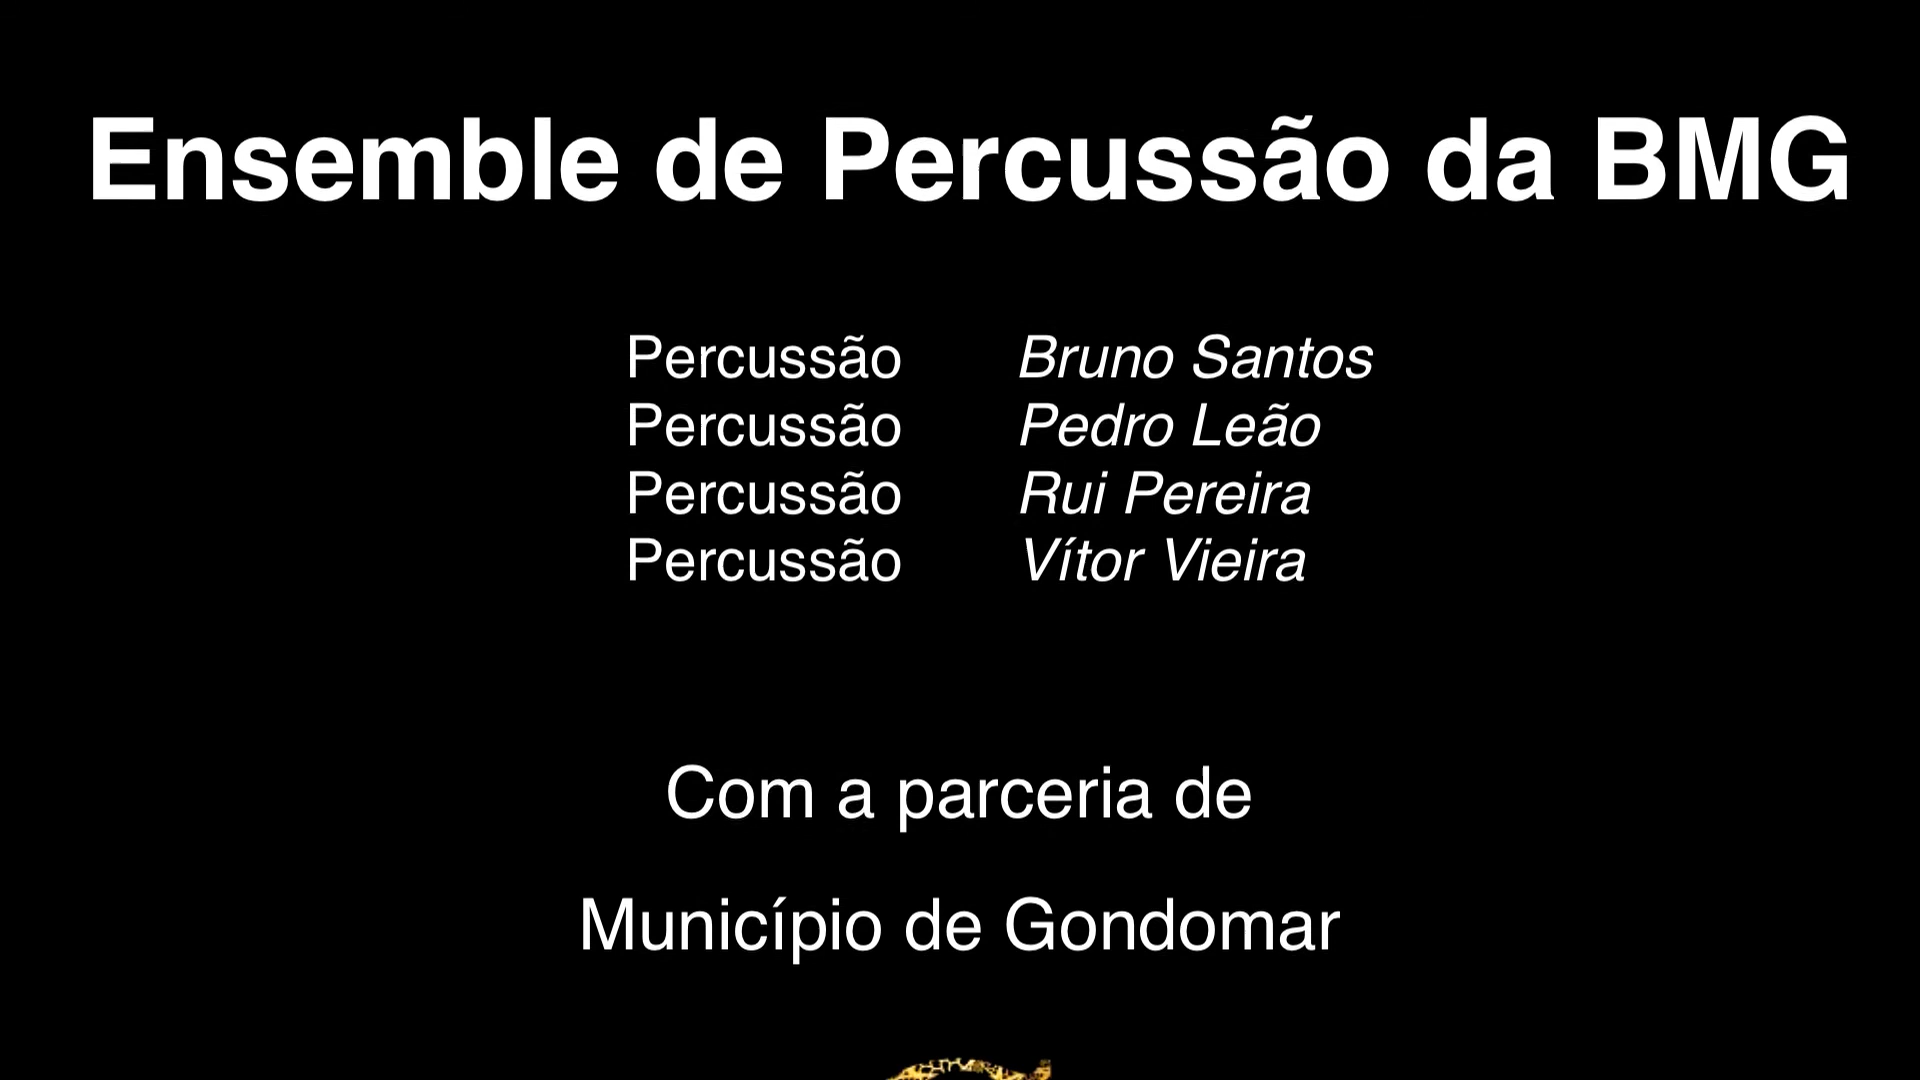 Ensemble de Percussão da BMG
Percussão Bruno Santos
Percussão Pedro Leão
Percussão Rui Pereira
Percussão Vítor Vieira
Com a parceria de
Município de Gondomar